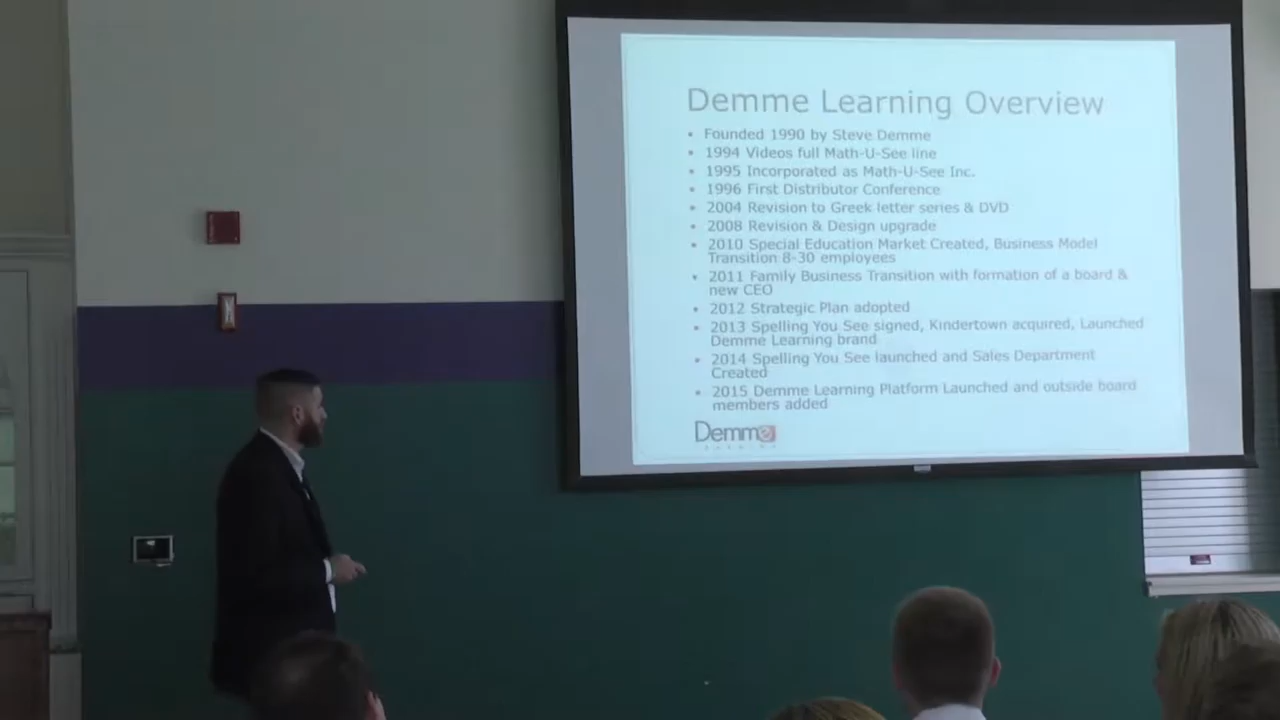 Demme Learning Overview
• Founded 1990 by Steve Demme
• 1994 Videos full Math-U-See line
• 1995 Incorporated as Math-U-See Inc.
• 1996 First Distributor Conference
• 2004 Revision to Greek letter series & DVD
• 2008 Revision & Design upgrade
• 2010 Special Education Market Created, Business Model
Transition 8-30 employees
• 2011 Family Business Transition with formation of a board &
new CEO
• 2012 Strategic Plan adopted
• 2013 Spelling You See signed, Kindertown acquired, Launched
Demme Learning brand
• 2014 Spelling You See launched and Sales Department
Created
• 2015 Demme Learning Platform Launched and outside board
members added
Demme